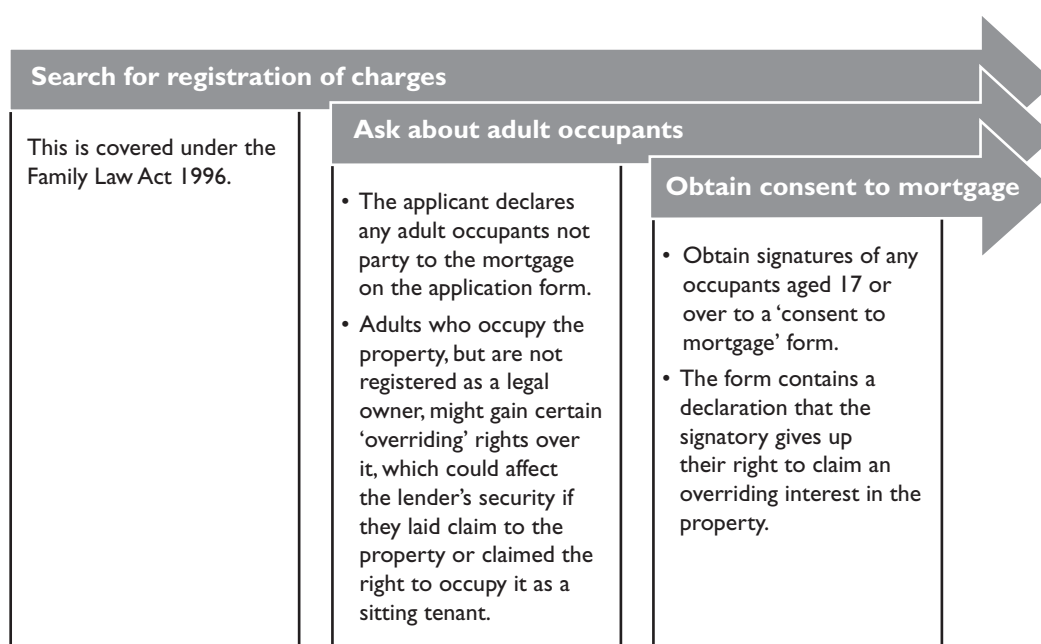 Search for registration of charges
This is covered under the
Family Law Act 1996.
Ask about adult occupants
• The applicant declares
any adult occupants not
party to the mortgage
on the application form.
• Adults who occupy the
property, but are not
registered as a legal
owner, might gain certain
‘overriding’ rights over
it, which could affect
the lender’s security if
they laid claim to the
property or claimed the
right to occupy it as a
sitting tenant.
Obtain consent to mortgage
• Obtain signatures of any
occupants aged 17 or
over to a ‘consent to
mortgage’ form.
• The form contains a
declaration that the
signatory gives up
their right to claim an
overriding interest in the
property.